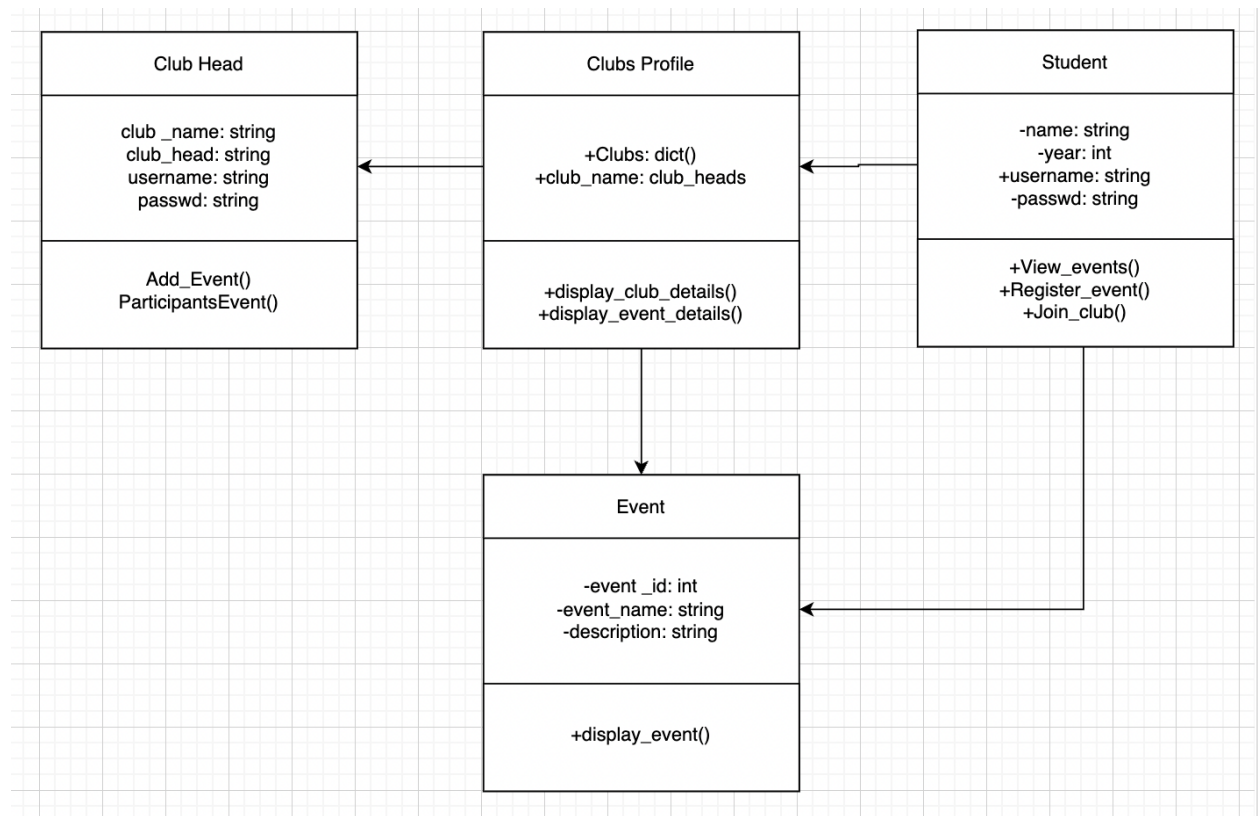 Club Head
club _name: string
club_head: string
username: string
passwd: string
Add_Event()
ParticipantsEvent()
Clubs Profile
+Clubs: dict()
+club_name: club_heads
+display_club_details()
+display_event_details()
Student
-name: string
-year: int
+username: string
-passwd: string
+View_events()
+Register_event()
+Join_club()
Event
-event _id: int
-event_name: string
-description: string
+display_event()